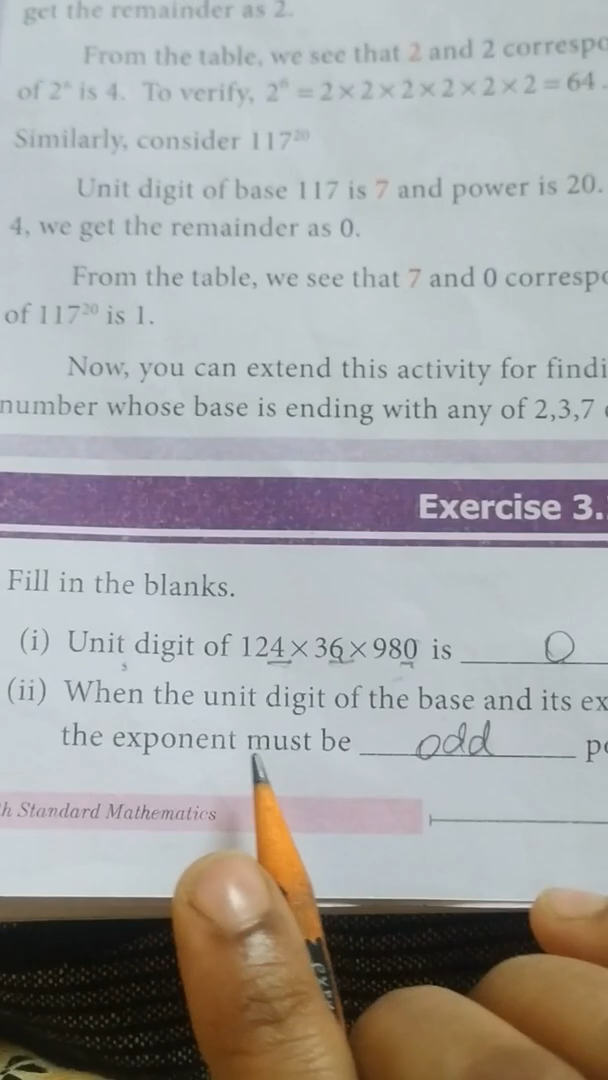 get the remainder as 2.
From the table, we see that 2 and 2 correspo
of 2⁶ is 4. To verify, 2⁶ = 2×2×2×2×2×2 = 64.
Similarly, consider 117²⁰
Unit digit of base 117 is 7 and power is 20.
4, we get the remainder as 0.
From the table, we see that 7 and 0 correspo
of 117²⁰ is 1.
Now, you can extend this activity for findi
number whose base is ending with any of 2,3,7
Exercise 3.
Fill in the blanks.
(i) Unit digit of 124×36×980 is 0
(ii) When the unit digit of the base and its ex
the exponent must be odd p
h Standard Mathematics